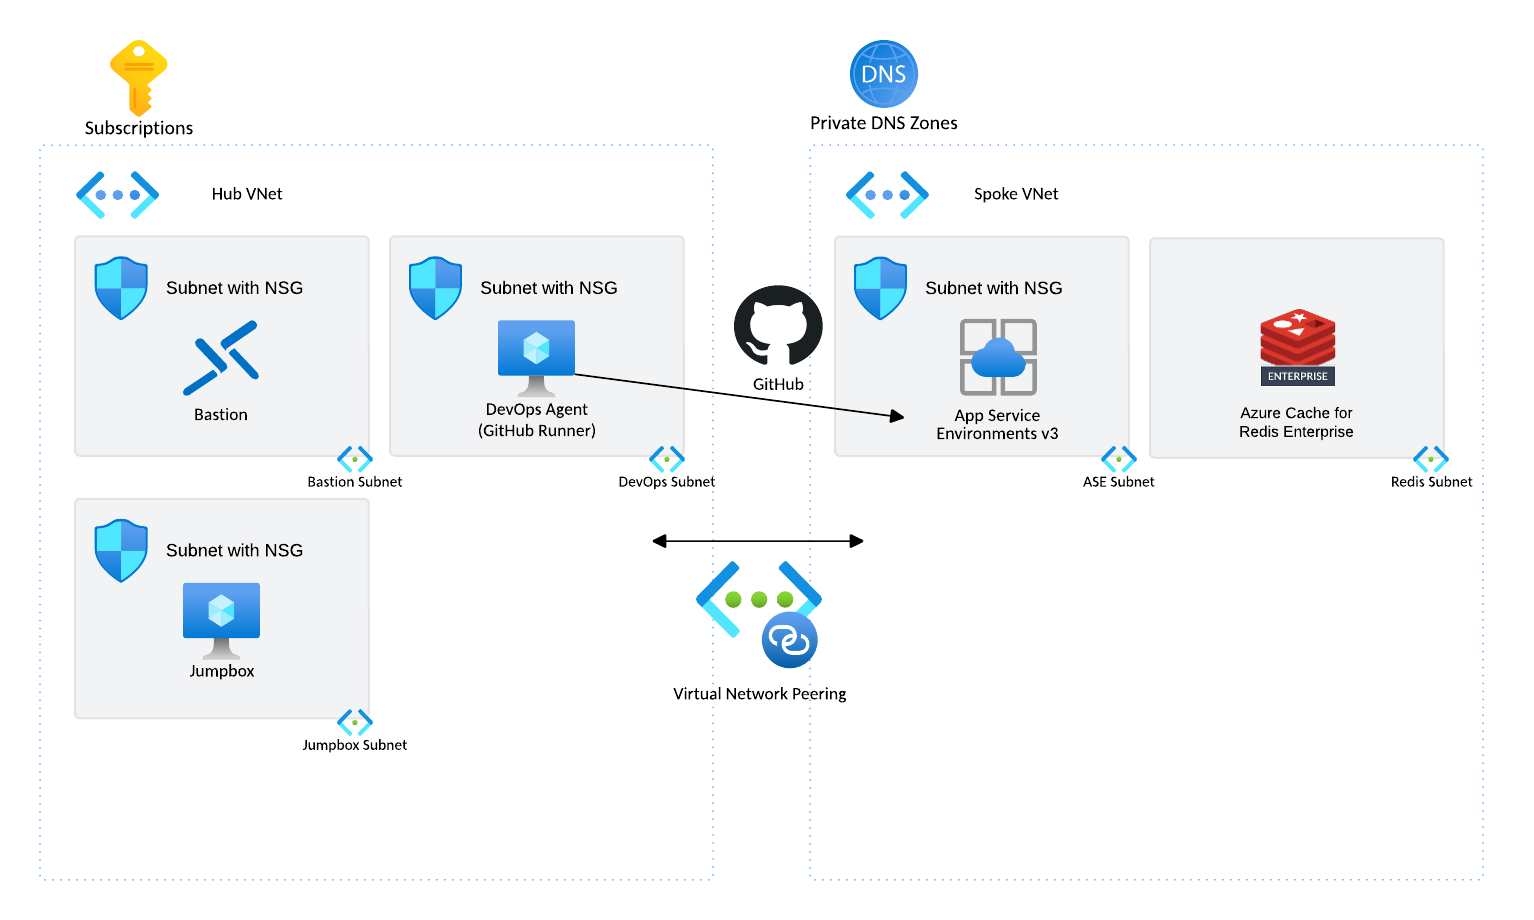 Subscriptions
DNS
Private DNS Zones
Hub VNet
Spoke VNet
Subnet with NSG
Bastion
Bastion Subnet
Subnet with NSG
DevOps Agent
(GitHub Runner)
DevOps Subnet
GitHub
Subnet with NSG
App Service
Environments v3
ASE Subnet
ENTERPRISE
Azure Cache for
Redis Enterprise
Redis Subnet
Subnet with NSG
Jumpbox
Jumpbox Subnet
Virtual Network Peering